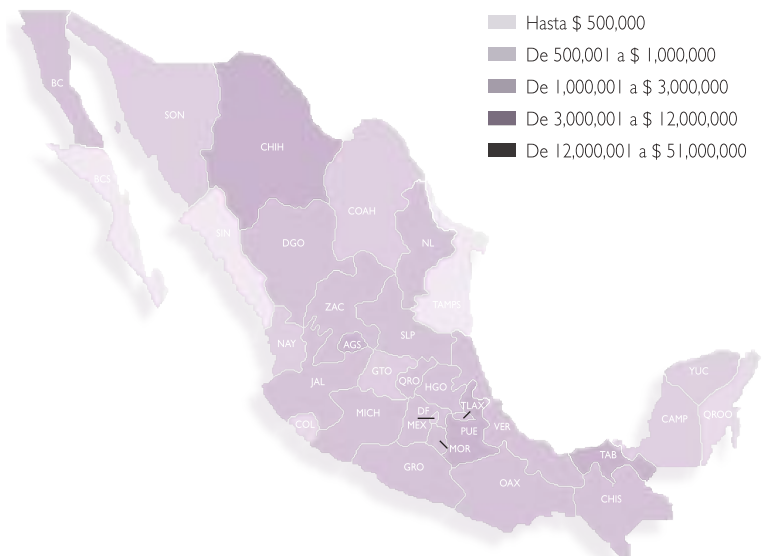 Hasta $ 500,000
De 500,001 a $ 1,000,000
De 1,000,001 a $ 3,000,000
De 3,000,001 a $ 12,000,000
De 12,000,001 a $ 51,000,000
BC
SON
CHIH
BCS
COAH
SIN
DGO
NL
TAMPS
ZAC
SLP
NAY
AGS
GTO
QRO
HGO
JAL
YUC
TLAX
DF
MICH
CAMP
QROO
COL
MEX
PUE
VER
MOR
TAB
GRO
OAX
CHIS